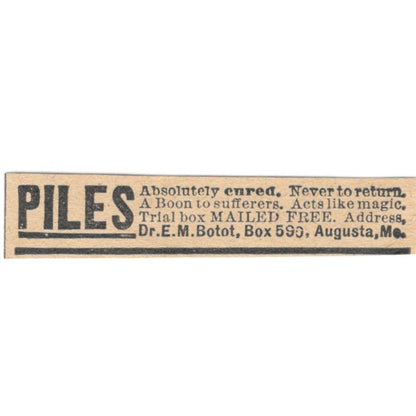 PILES
Absolutely cured. Never to return.
A Boon to sufferers. Acts like magic.
Trial box MAILED FREE. Address,
Dr. E. M. Botot, Box 590, Augusta, Me.